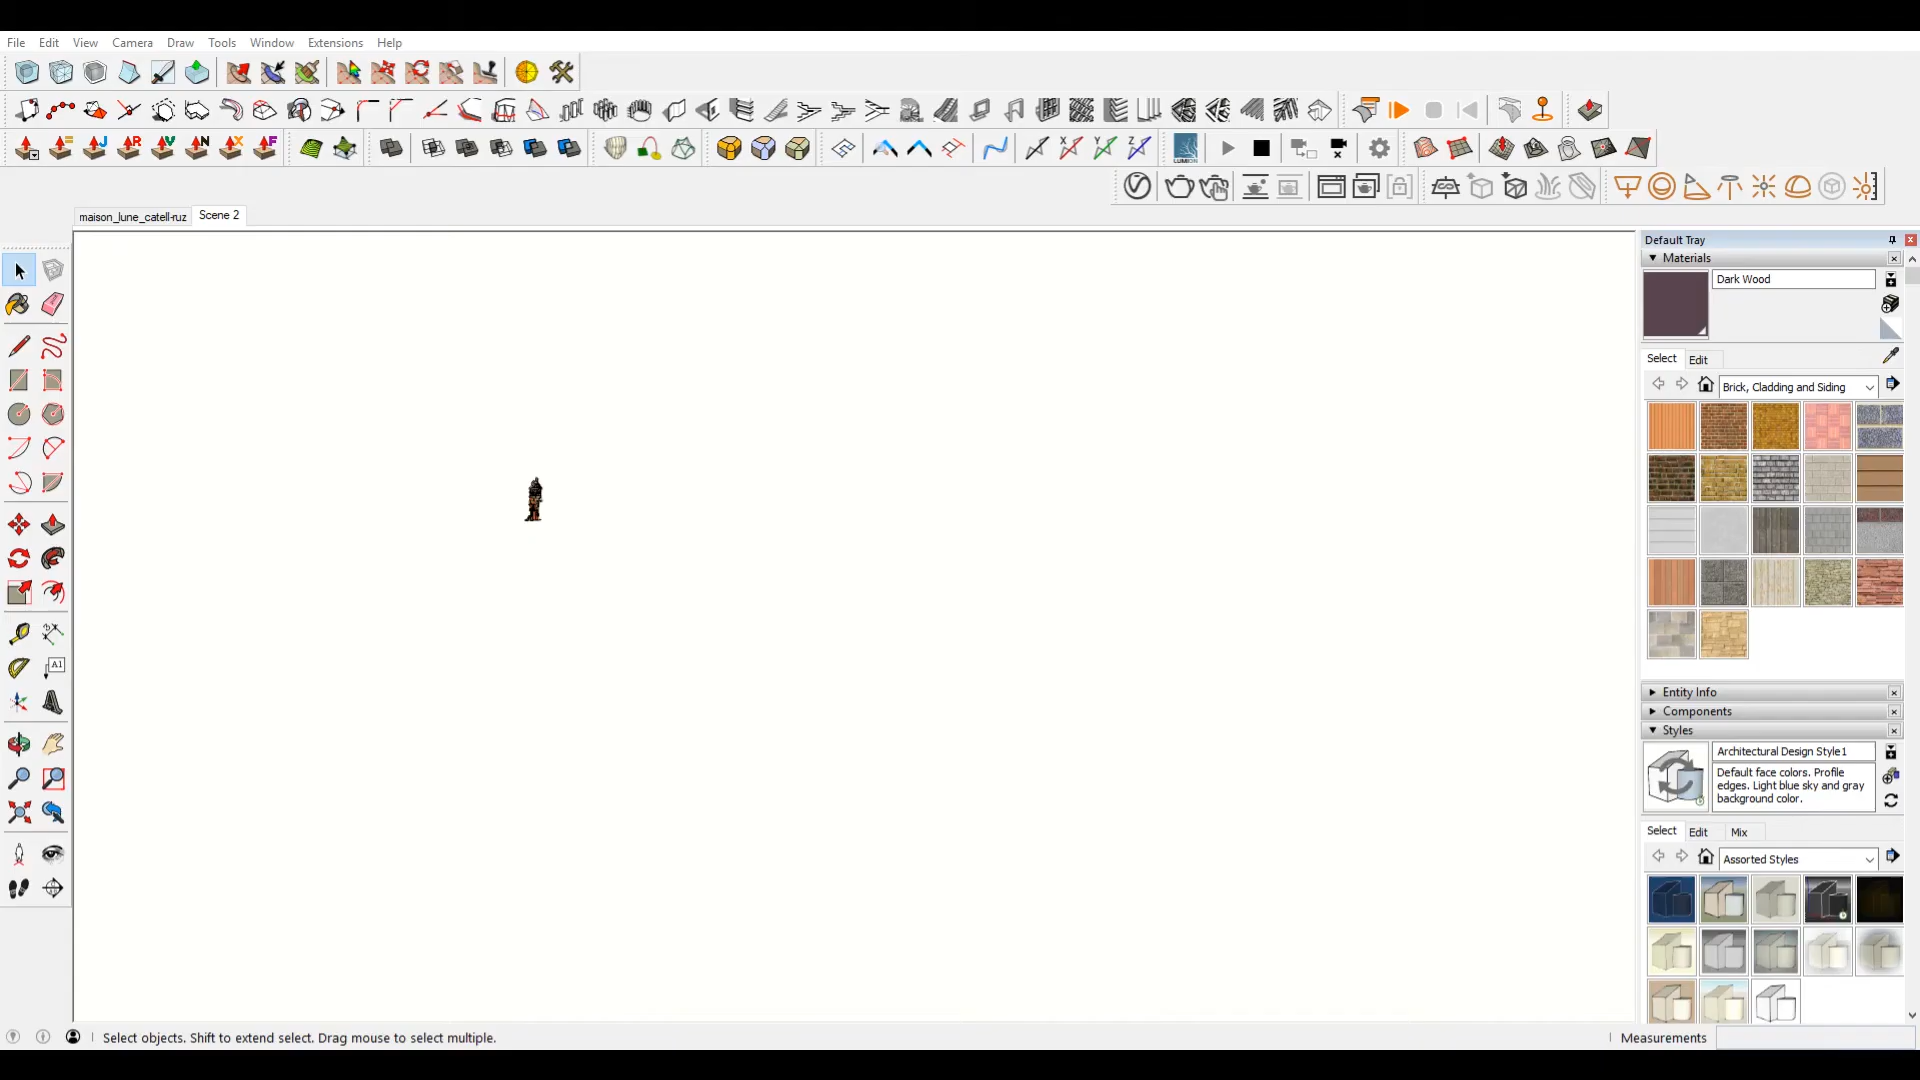 File Edit View Camera Draw Tools Window Extensions Help
J R V N X F
X Y Z LUMION
maison_lune_catell-ruz Scene 2
Default Tray
Materials
Dark Wood
Select Edit
Brick, Cladding and Siding
A1
Entity Info
Components
Styles
Architectural Design Style1
Default face colors. Profile
edges. Light blue sky and gray
background color.
Select Edit Mix
Assorted Styles
Select objects. Shift to extend select. Drag mouse to select multiple.
Measurements